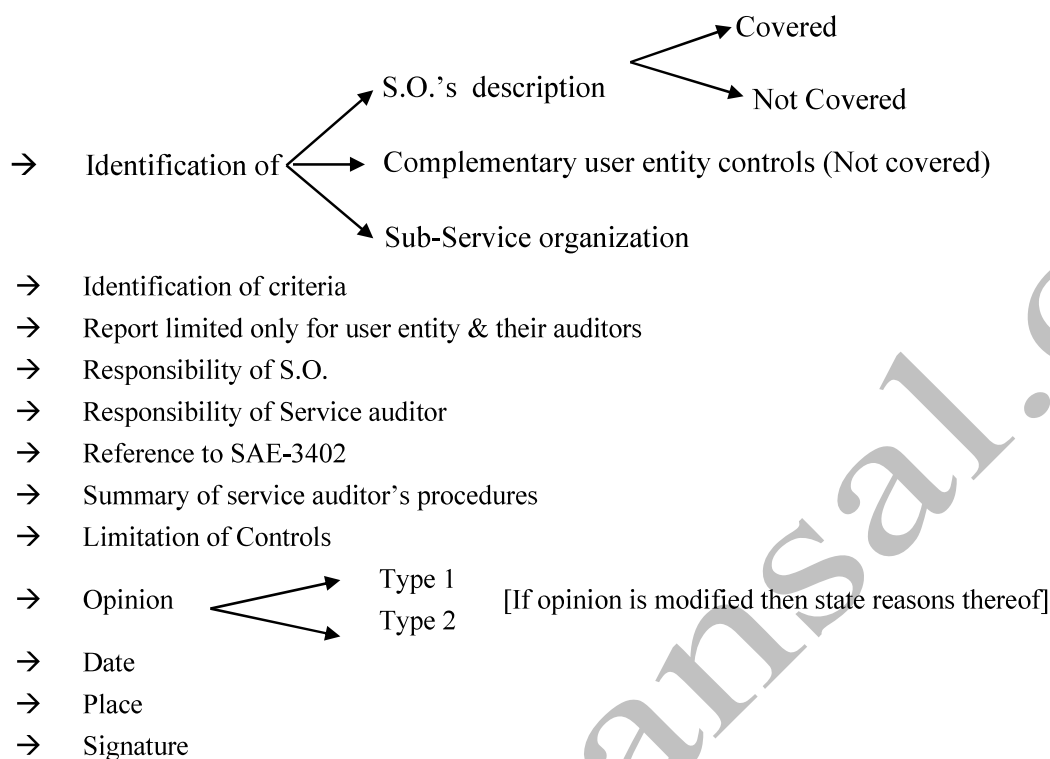 Covered
S.O.'s description
Not Covered
→ Identification of
Complementary user entity controls (Not covered)
Sub-Service organization
→ Identification of criteria
→ Report limited only for user entity & their auditors
→ Responsibility of S.O.
→ Responsibility of Service auditor
→ Reference to SAE-3402
→ Summary of service auditor's procedures
→ Limitation of Controls
→ Opinion
Type 1
Type 2
[If opinion is modified then state reasons thereof]
→ Date
→ Place
→ Signature
ansal.